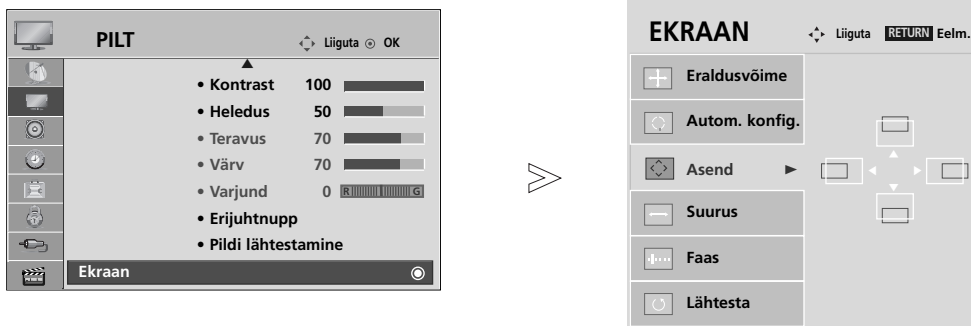 PILT
Liiguta OK
• Kontrast 100
• Heledus 50
• Teravus 70
• Värv 70
• Varjund 0 R G
• Erijuhtnupp
• Pildi lähtestamine
Ekraan
EKRAAN
Liiguta RETURN Eelm.
Eraldusvõime
Autom. konfig.
Asend
Suurus
Faas
Lähtesta